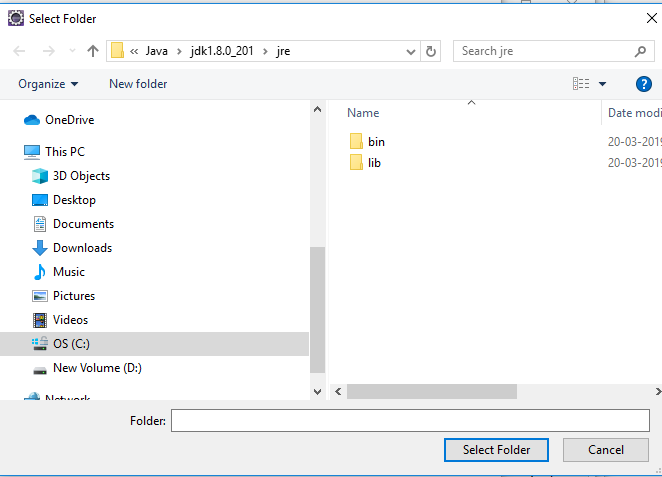 Select Folder
« Java › jdk1.8.0_201 › jre
Search jre
Organize
New folder
?
Name
Date modi
OneDrive
This PC
3D Objects
Desktop
Documents
Downloads
Music
Pictures
Videos
OS (C:)
New Volume (D:)
Network
bin 20-03-2019
lib 20-03-2019
Folder:
Select Folder
Cancel